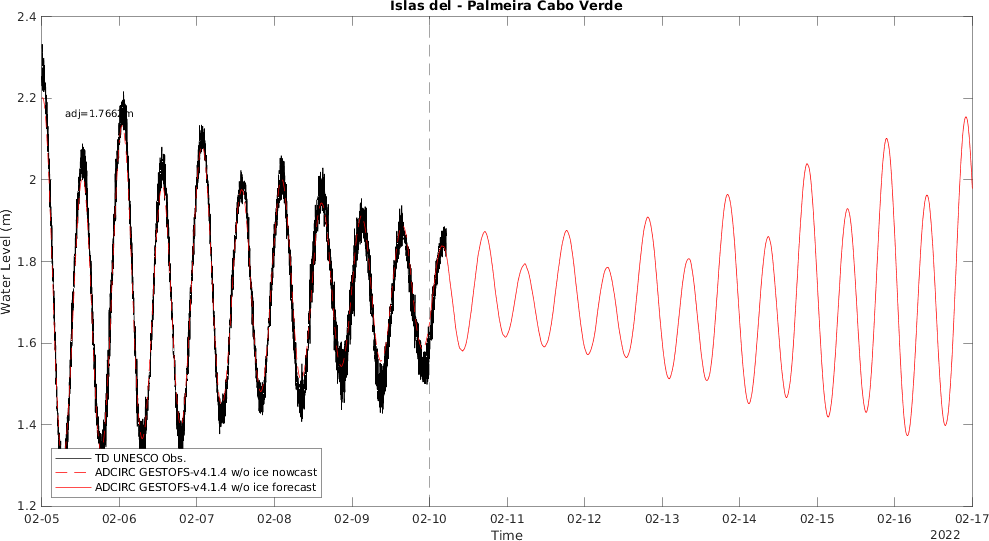 Islas del - Palmeira Cabo Verde
2.4
2.2
2
1.8
1.6
1.4
1.2
Water Level (m)
adj=1.7662m
TD UNESCO Obs.
ADCIRC GESTOFS-v4.1.4 w/o ice nowcast
ADCIRC GESTOFS-v4.1.4 w/o ice forecast
02-05 02-06 02-07 02-08 02-09 02-10 02-11 02-12 02-13 02-14 02-15 02-16 02-17
Time
2022